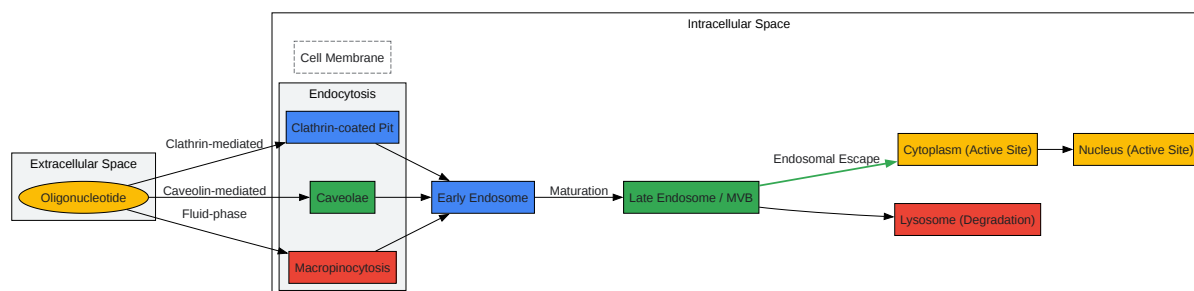 Intracellular Space
Cell Membrane
Endocytosis
Clathrin-coated Pit
Clathrin-mediated
Extracellular Space
Oligonucleotide
Caveolin-mediated
Caveolae
Fluid-phase
Macropinocytosis
Early Endosome
Maturation
Late Endosome / MVB
Endosomal Escape
Cytoplasm (Active Site)
Nucleus (Active Site)
Lysosome (Degradation)